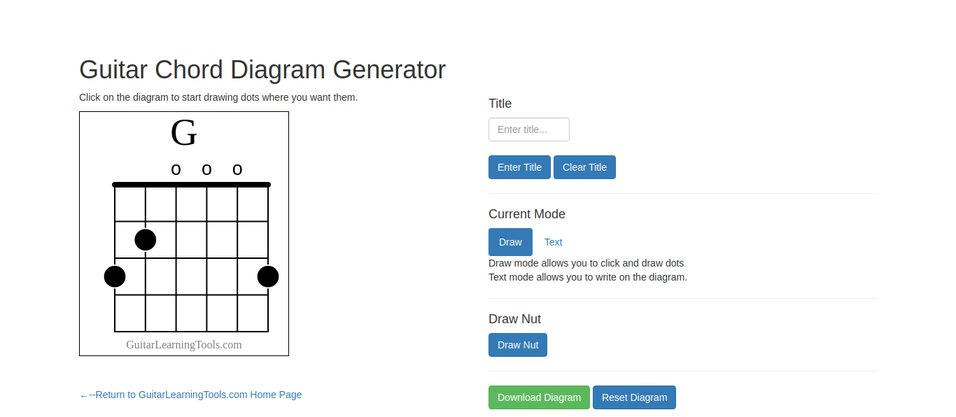 Guitar Chord Diagram Generator
Click on the diagram to start drawing dots where you want them.
G
o o o
GuitarLearningTools.com
←--Return to GuitarLearningTools.com Home Page
Title
Enter title...
Enter Title Clear Title
Current Mode
Draw Text
Draw mode allows you to click and draw dots
Text mode allows you to write on the diagram.
Draw Nut
Draw Nut
Download Diagram Reset Diagram